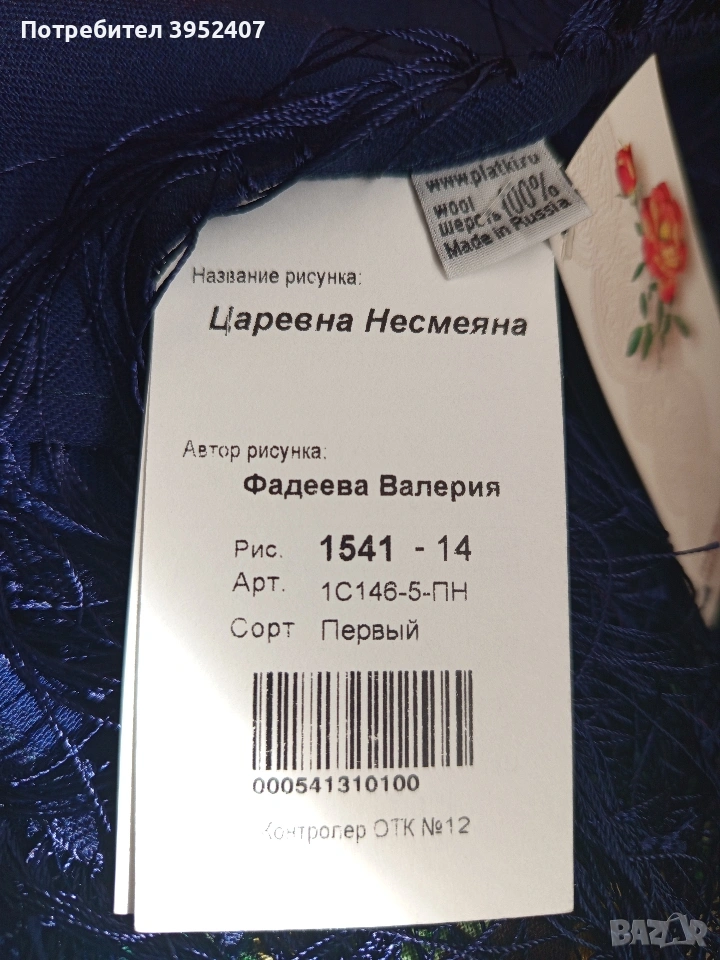 Потребител 3952407
www.platki.ru
wool
шерсть 100%
Made in Russia
Название рисунка:
Царевна Несмеяна
Автор рисунка:
Фадеева Валерия
Рис. 1541 - 14
Арт. 1С146-5-ПН
Сорт Первый
000541310100
Контролер ОТК №12
BAZAR